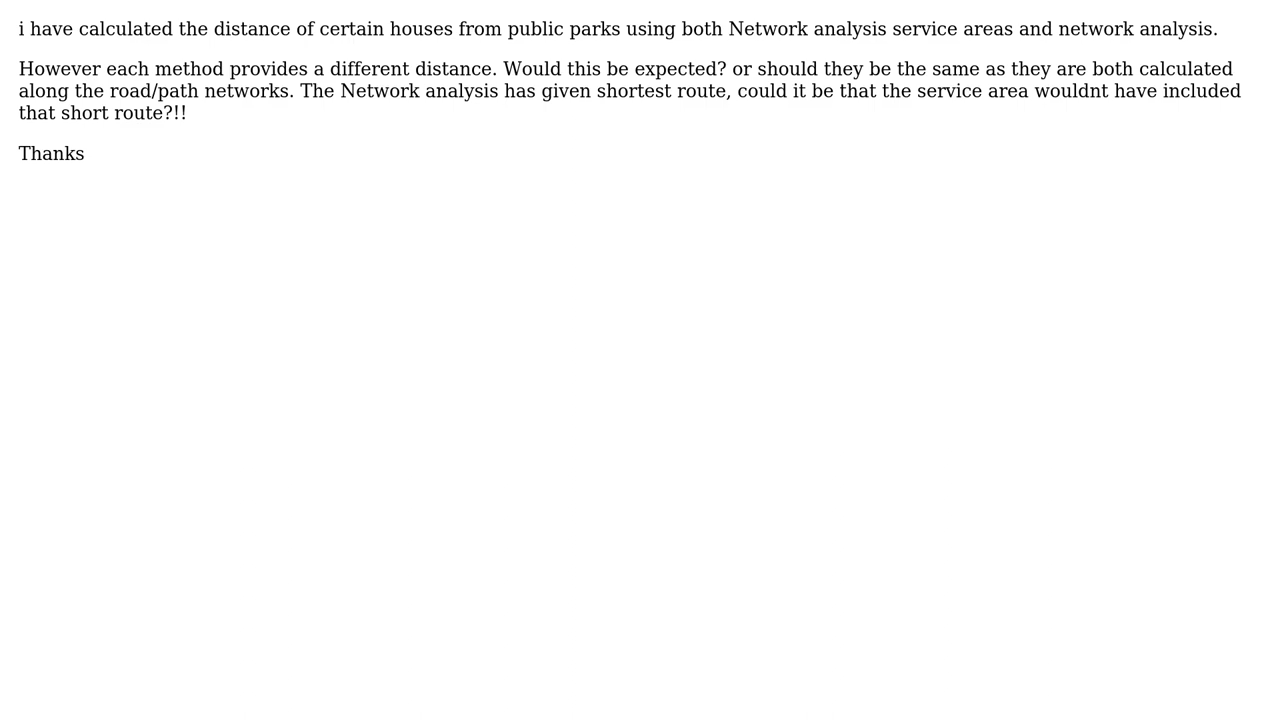 i have calculated the distance of certain houses from public parks using both Network analysis service areas and network analysis.
However each method provides a different distance. Would this be expected? or should they be the same as they are both calculated
along the road/path networks. The Network analysis has given shortest route, could it be that the service area wouldnt have included
that short route?!!
Thanks